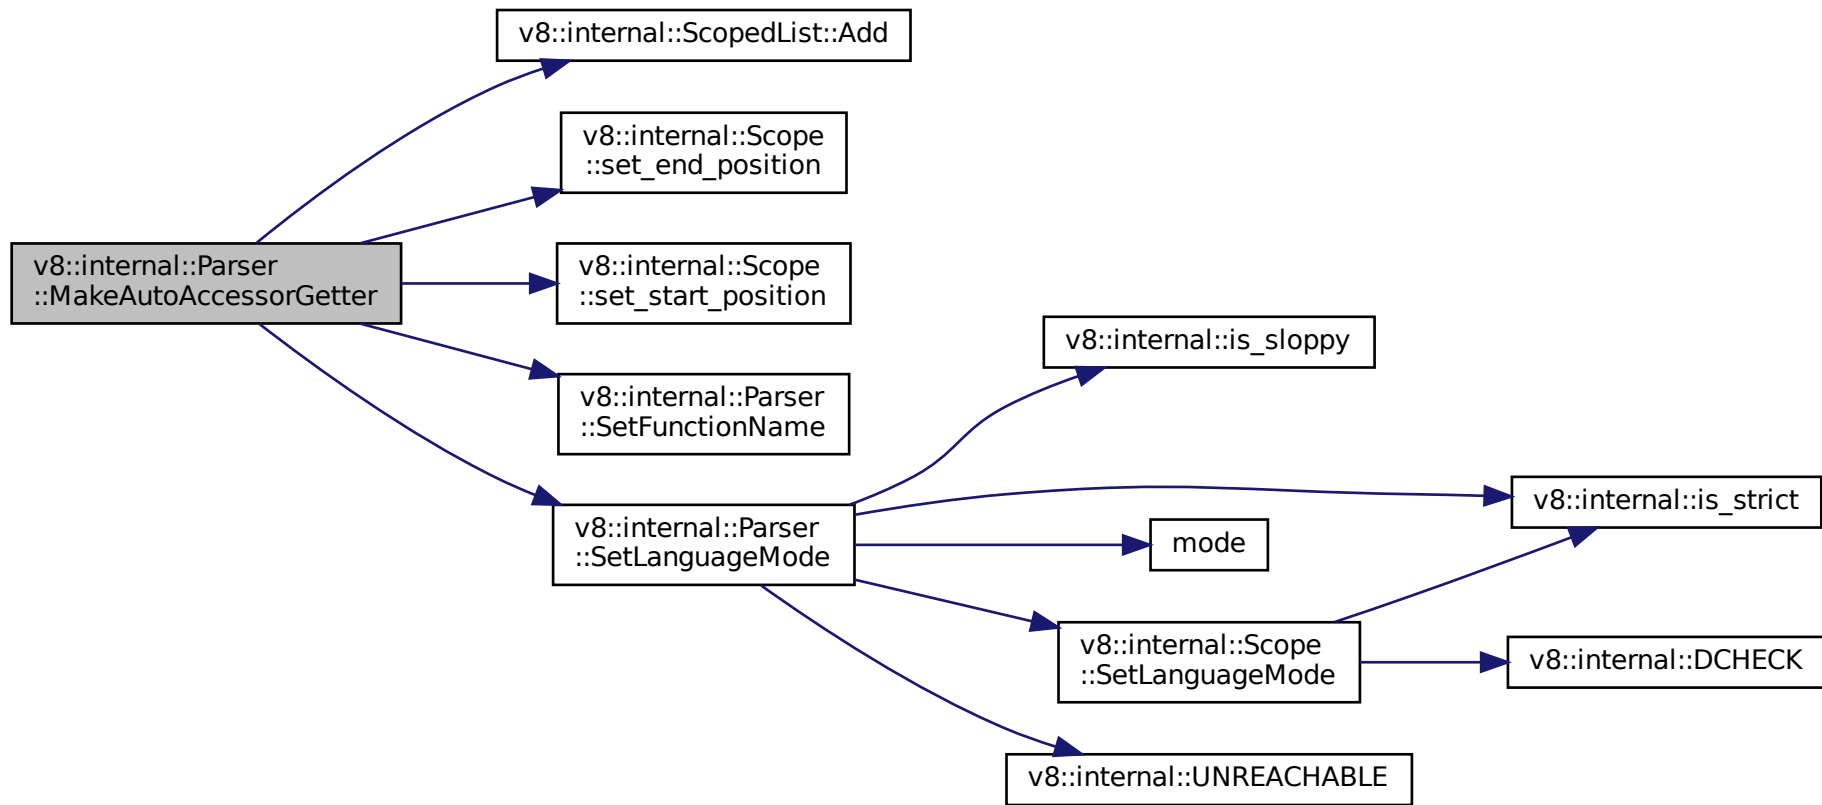 v8::internal::ScopedList::Add
v8::internal::Scope
::set_end_position
v8::internal::Parser
::MakeAutoAccessorGetter
v8::internal::Scope
::set_start_position
v8::internal::Parser
::SetFunctionName
v8::internal::Parser
::SetLanguageMode
v8::internal::is_sloppy
v8::internal::is_strict
mode
v8::internal::Scope
::SetLanguageMode
v8::internal::DCHECK
v8::internal::UNREACHABLE